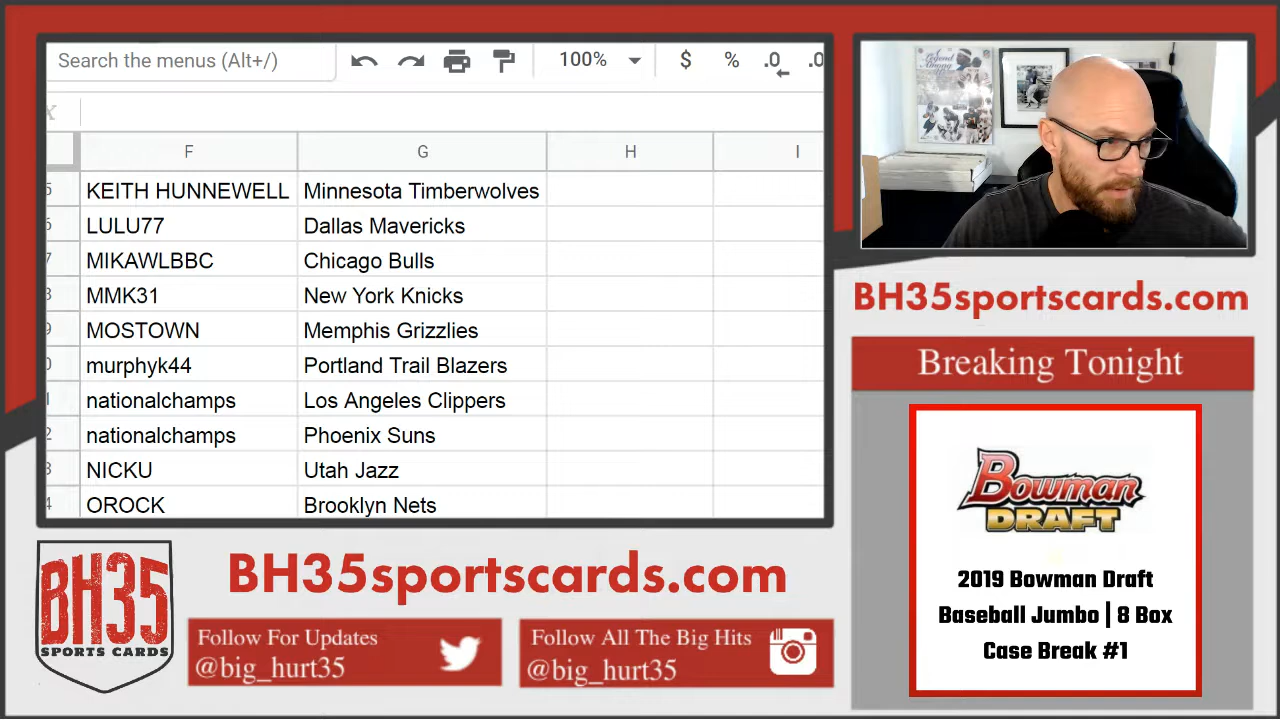 Search the menus (Alt+/)
100%
$
%
.0
.0
F
G
H
I
KEITH HUNNEWELL Minnesota Timberwolves
LULU77 Dallas Mavericks
MIKAWLBBC Chicago Bulls
MMK31 New York Knicks
MOSTOWN Memphis Grizzlies
murphyk44 Portland Trail Blazers
nationalchamps Los Angeles Clippers
nationalchamps Phoenix Suns
NICKU Utah Jazz
OROCK Brooklyn Nets
BH35sportscards.com
Breaking Tonight
Bowman
DRAFT
2019 Bowman Draft
Baseball Jumbo | 8 Box
Case Break #1
BH35
SPORTS CARDS
BH35sportscards.com
Follow For Updates
@big_hurt35
Follow All The Big Hits
@big_hurt35